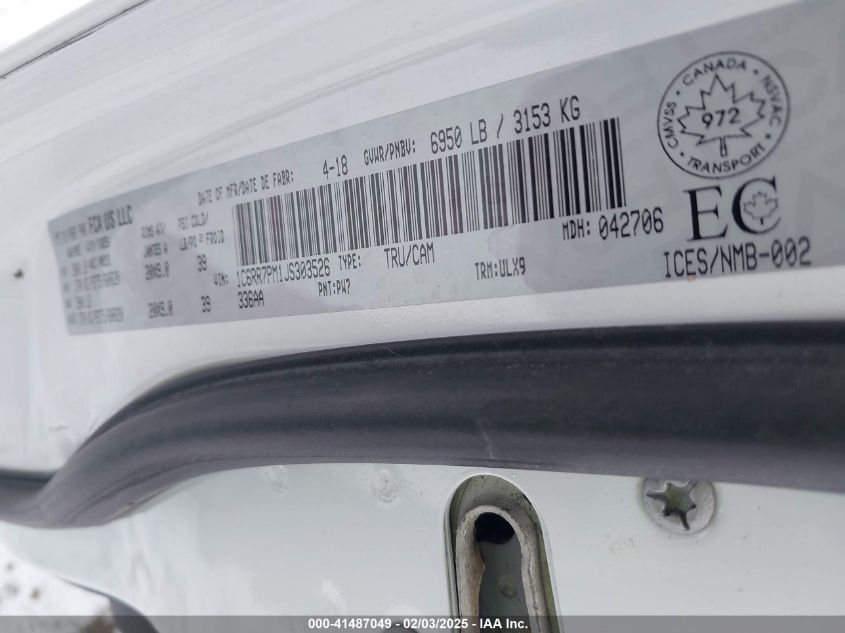 FCA US LLC
DATE OF MFR/DATE DE FABR: 4-18 GVWR/PNBV: 6950 LB / 3153 KG
20X9.0 39
20X9.0 39
VIN: 1C6RR7PM1JS303526 TYPE: TRU/CAM MDH: 042706
336AA PNT:PW7 TRM:ULX9
CMVSS • CANADA • NSVAC
972
• TRANSPORT •
EC
ICES/NMB-002
000-41487049 • 02/03/2025 • IAA Inc.